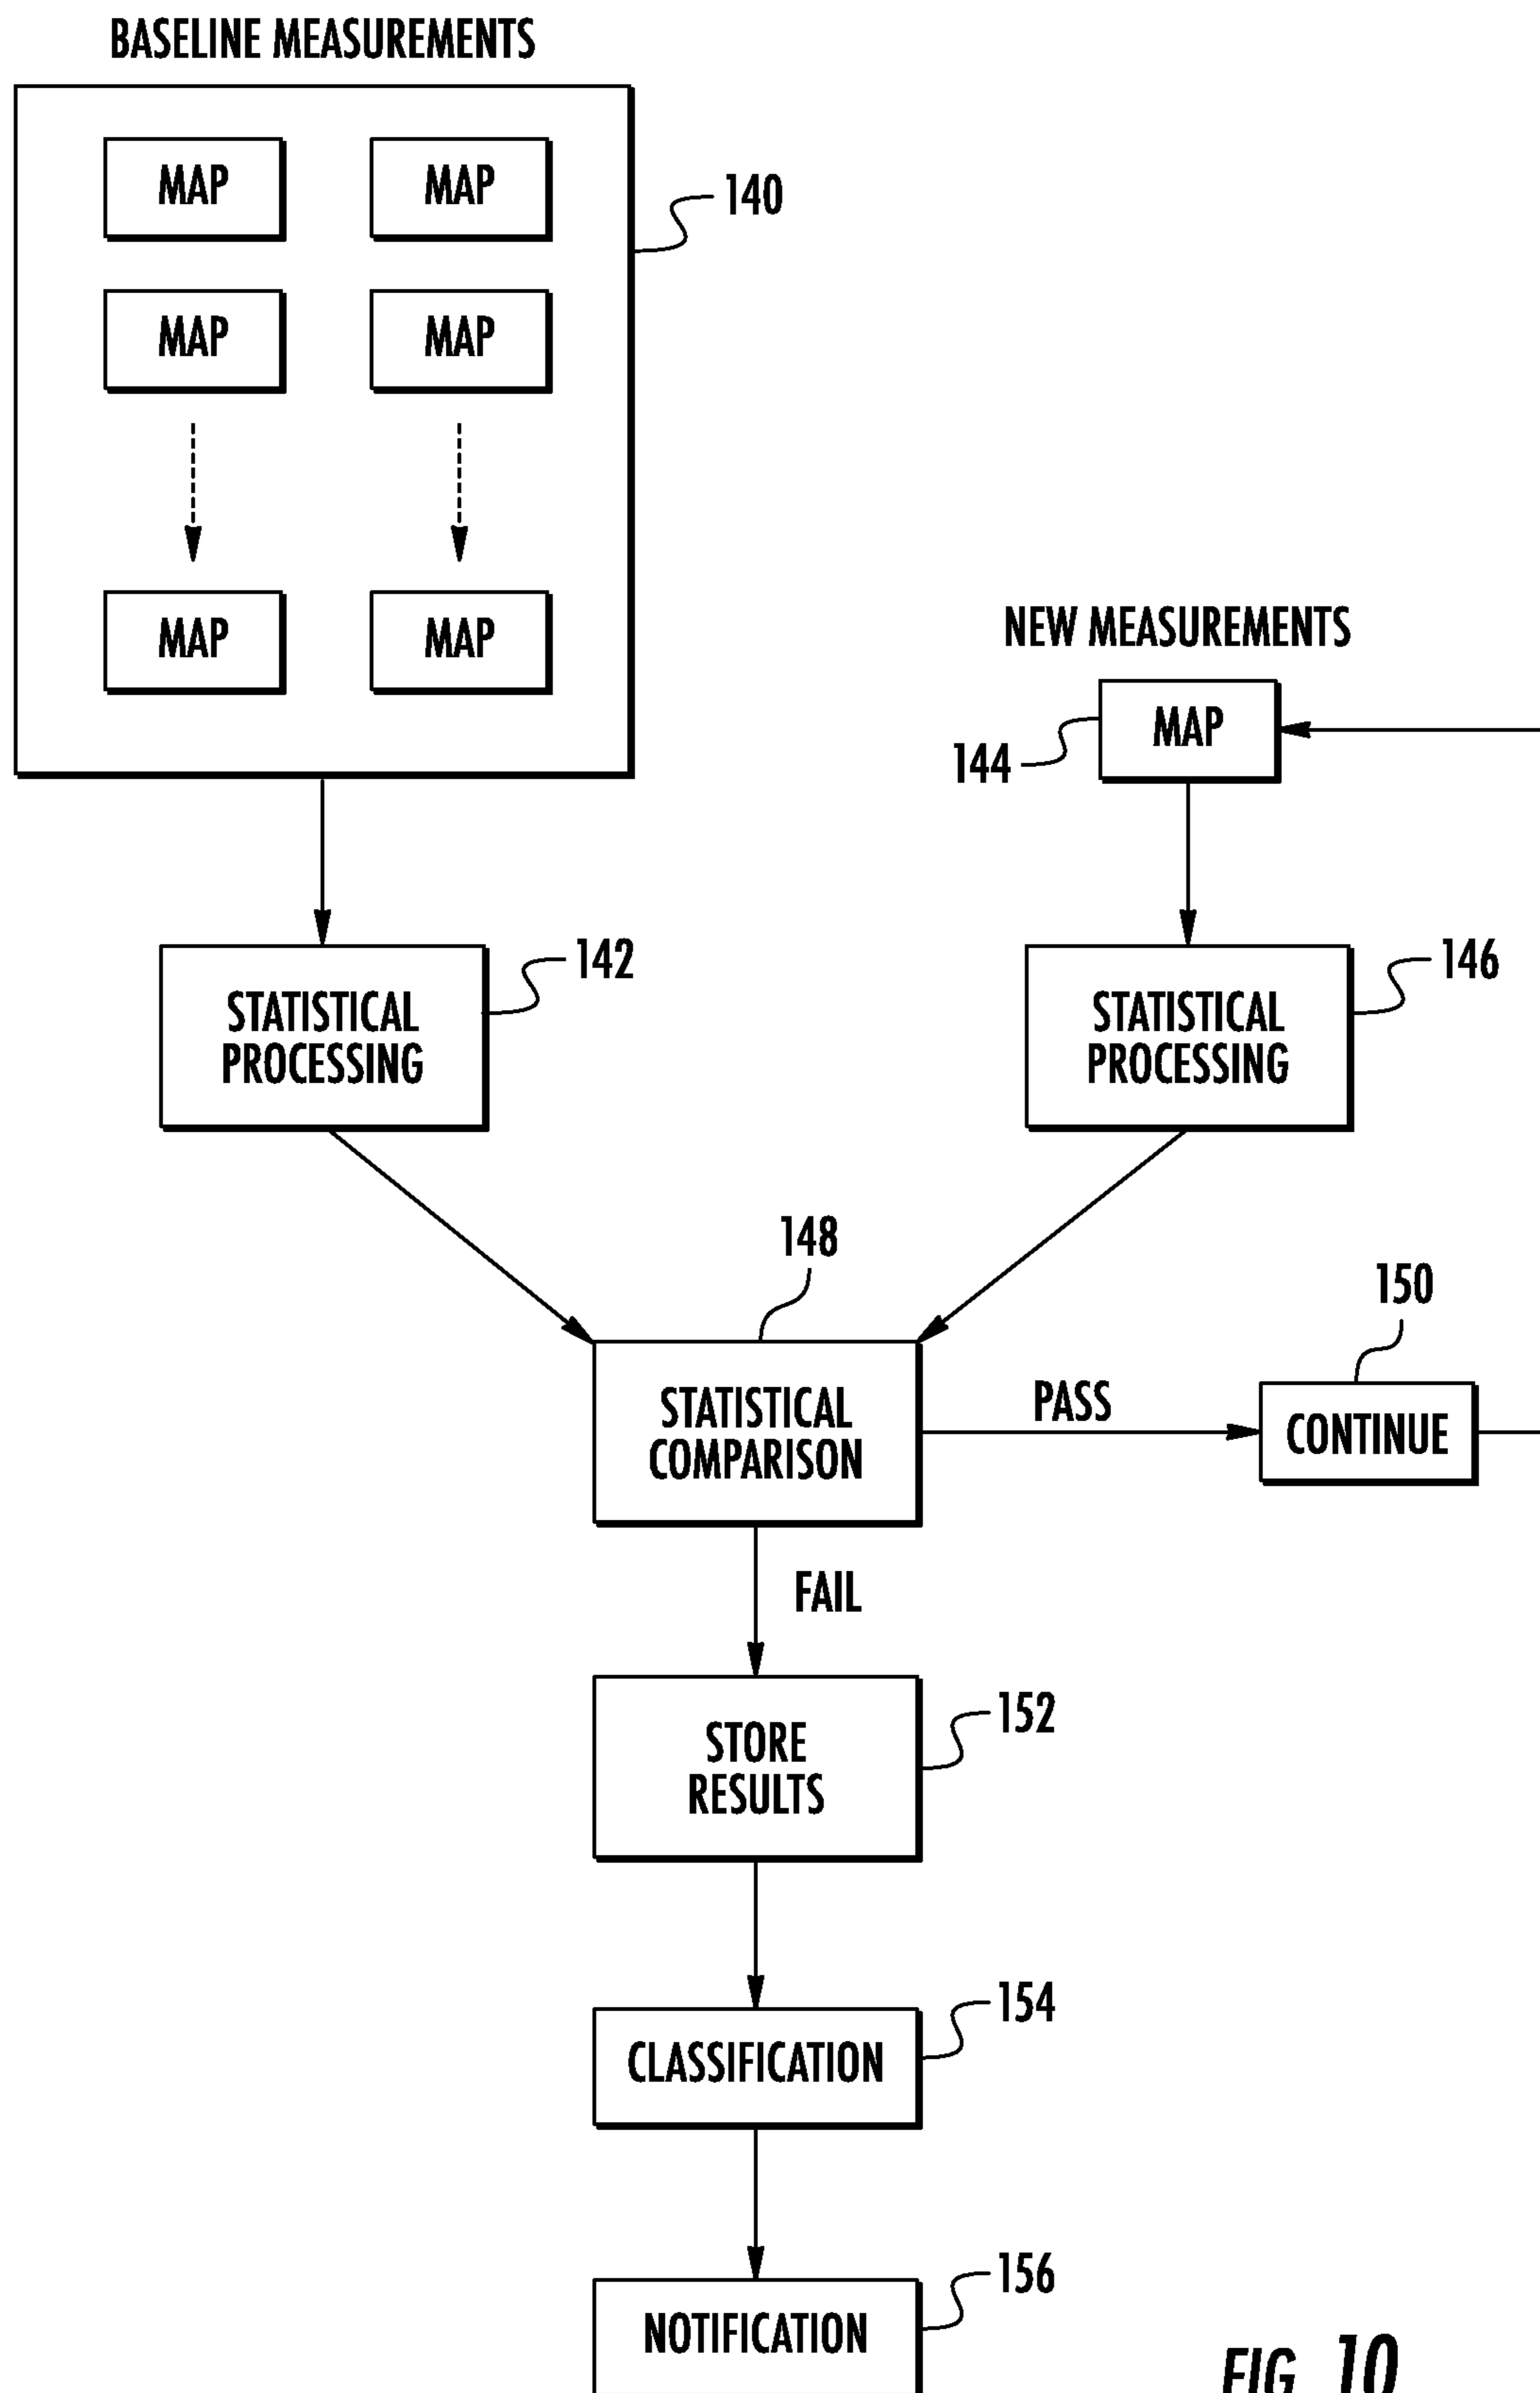 BASELINE MEASUREMENTS
MAP MAP
140
MAP MAP
MAP MAP
NEW MEASUREMENTS
MAP
144
142
146
STATISTICAL
PROCESSING
STATISTICAL
PROCESSING
148
150
STATISTICAL
COMPARISON
PASS
CONTINUE
FAIL
STORE
RESULTS
152
154
CLASSIFICATION
156
NOTIFICATION
FIG. 10